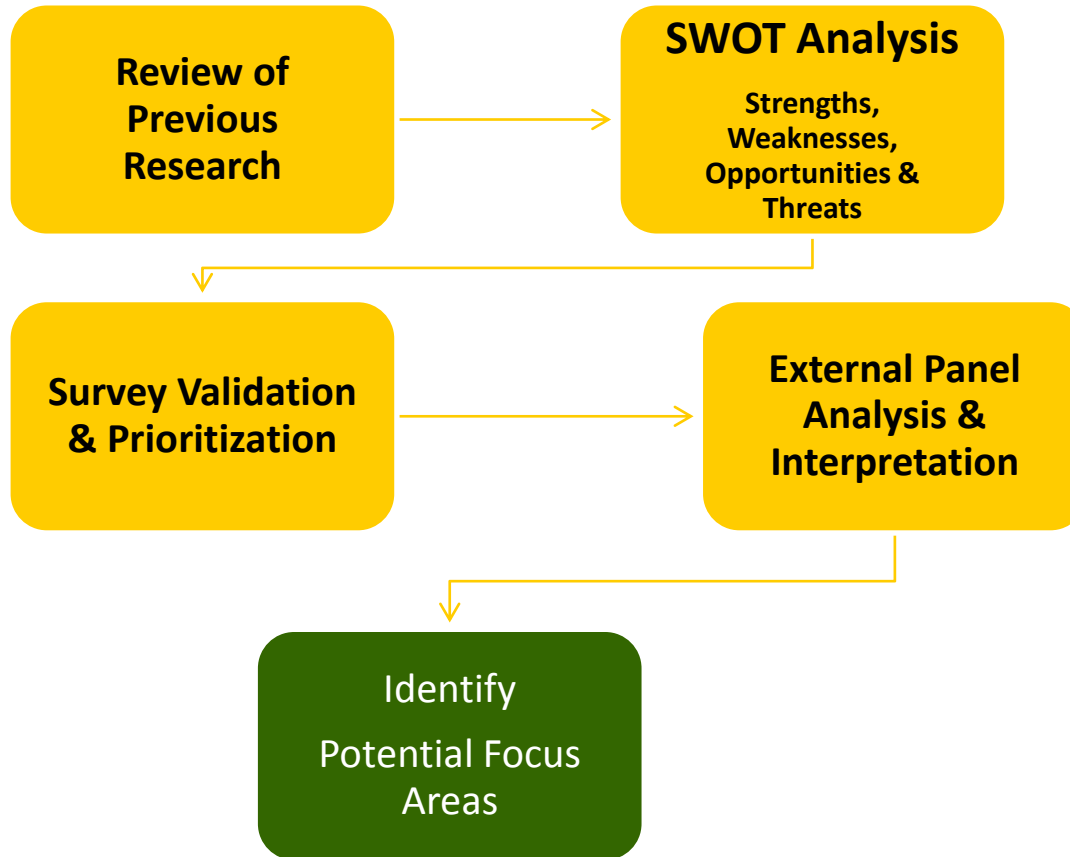 Review of
Previous
Research
SWOT Analysis
Strengths,
Weaknesses,
Opportunities &
Threats
Survey Validation
& Prioritization
External Panel
Analysis &
Interpretation
Identify
Potential Focus
Areas